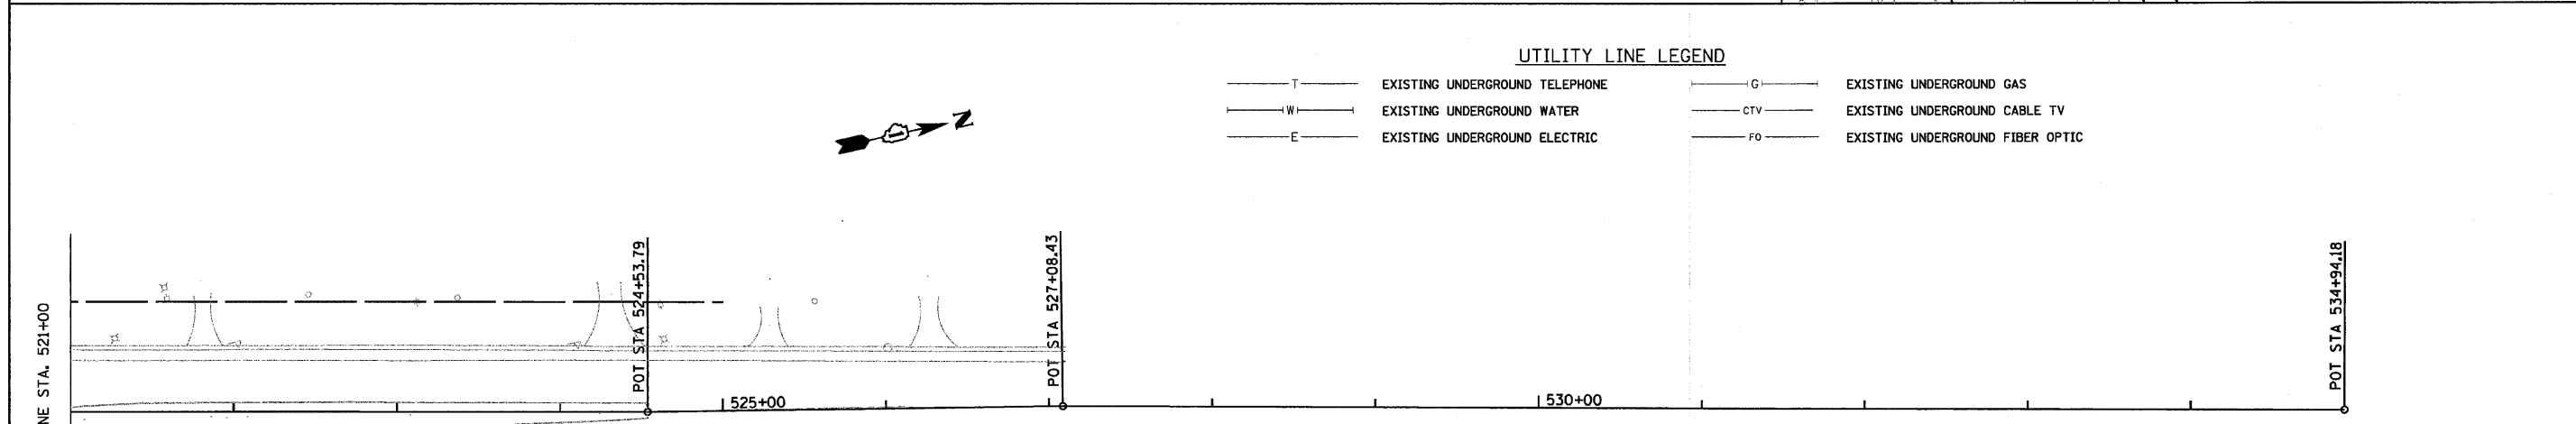 UTILITY LINE LEGEND
T EXISTING UNDERGROUND TELEPHONE
G EXISTING UNDERGROUND GAS
W EXISTING UNDERGROUND WATER
CTV EXISTING UNDERGROUND CABLE TV
E EXISTING UNDERGROUND ELECTRIC
FO EXISTING UNDERGROUND FIBER OPTIC
N
NE STA. 521+00
POT STA 524+53.79
POT STA 527+08.43
POT STA 534+94.18
525+00
530+00